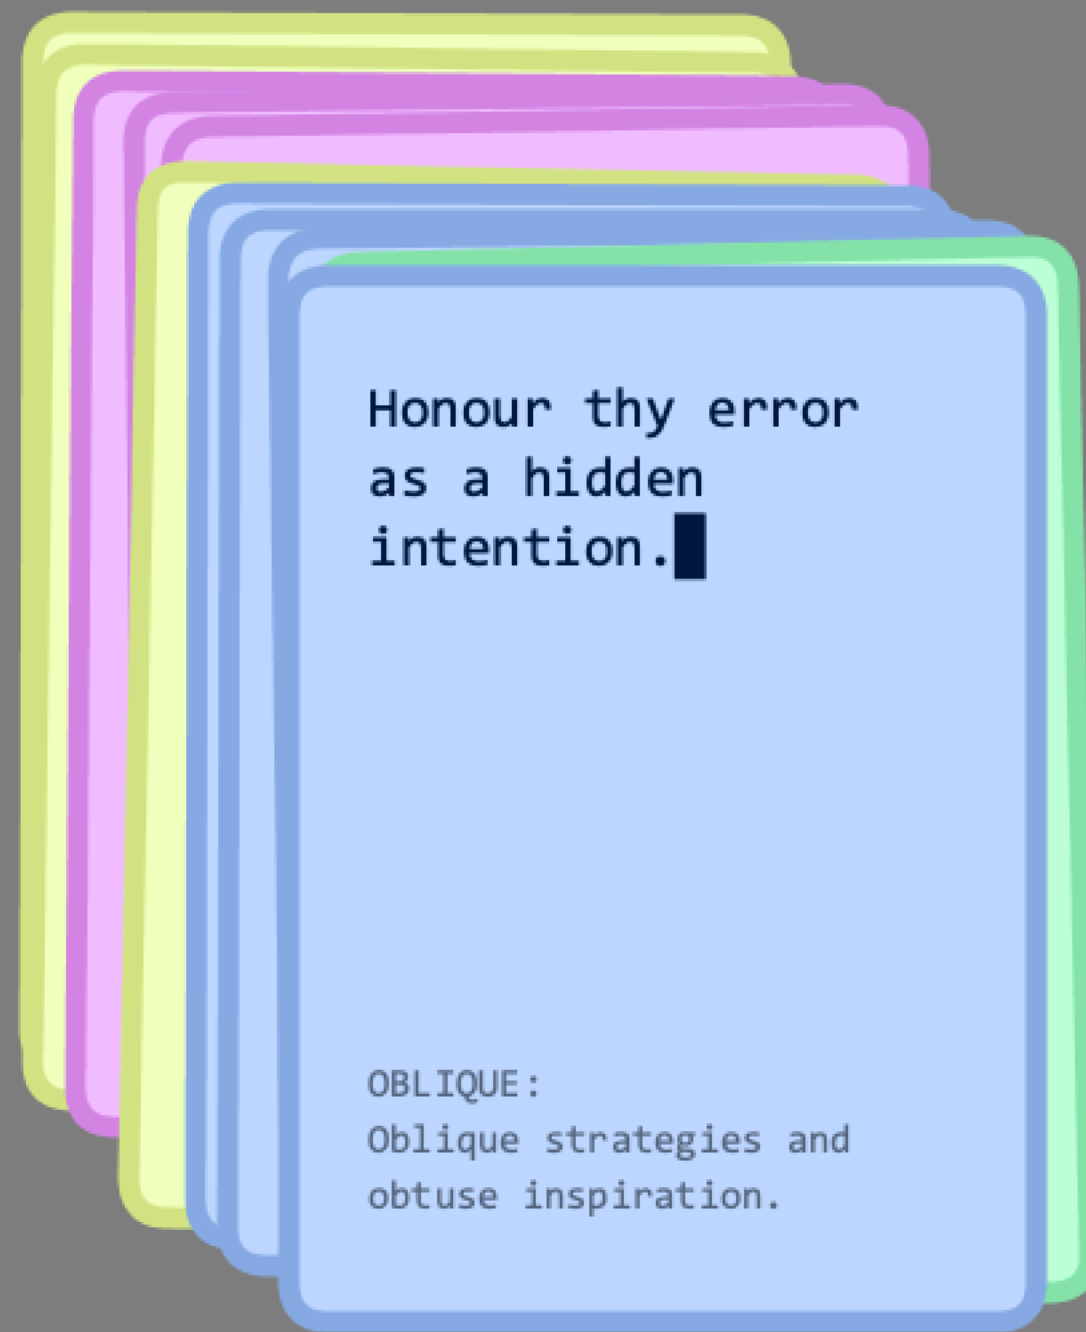 Honour thy error
as a hidden
intention.
OBLIQUE:
Oblique strategies and
obtuse inspiration.